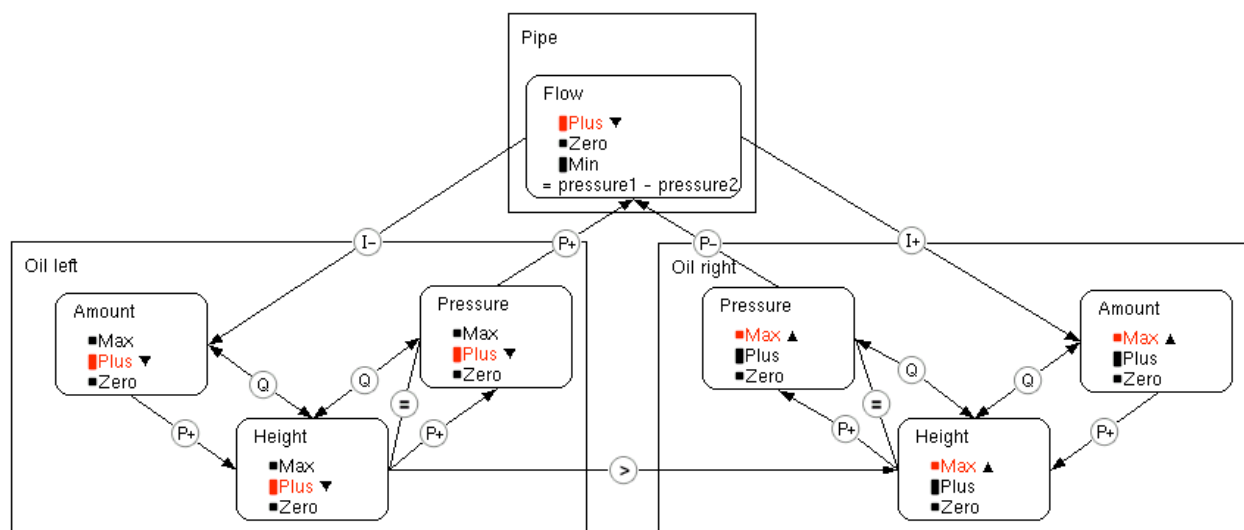 Pipe
Flow
Plus ▼
Zero
Min
= pressure1 - pressure2
I–
P+
P–
I+
Oil left
Amount
Max
Plus ▼
Zero
Pressure
Max
Plus ▼
Zero
Q
Q
=
P+
P+
Height
Max
Plus ▼
Zero
>
Oil right
Pressure
Max ▲
Plus
Zero
Amount
Max ▲
Plus
Zero
Q
Q
=
P+
P+
Height
Max ▲
Plus
Zero